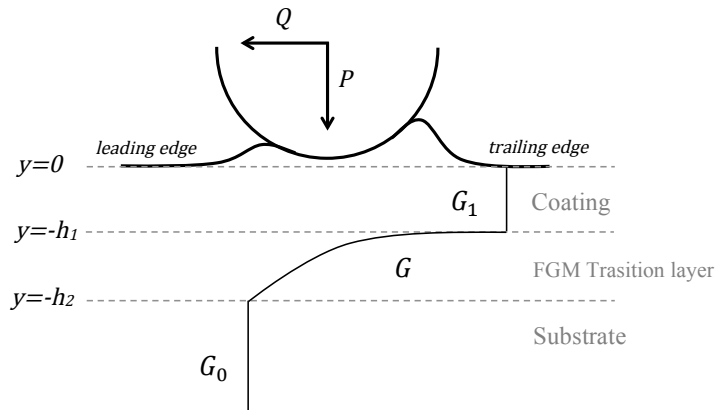 Q
P
leading edge
trailing edge
y=0
G₁
Coating
y=-h₁
G
FGM Trasition layer
y=-h₂
Substrate
G₀